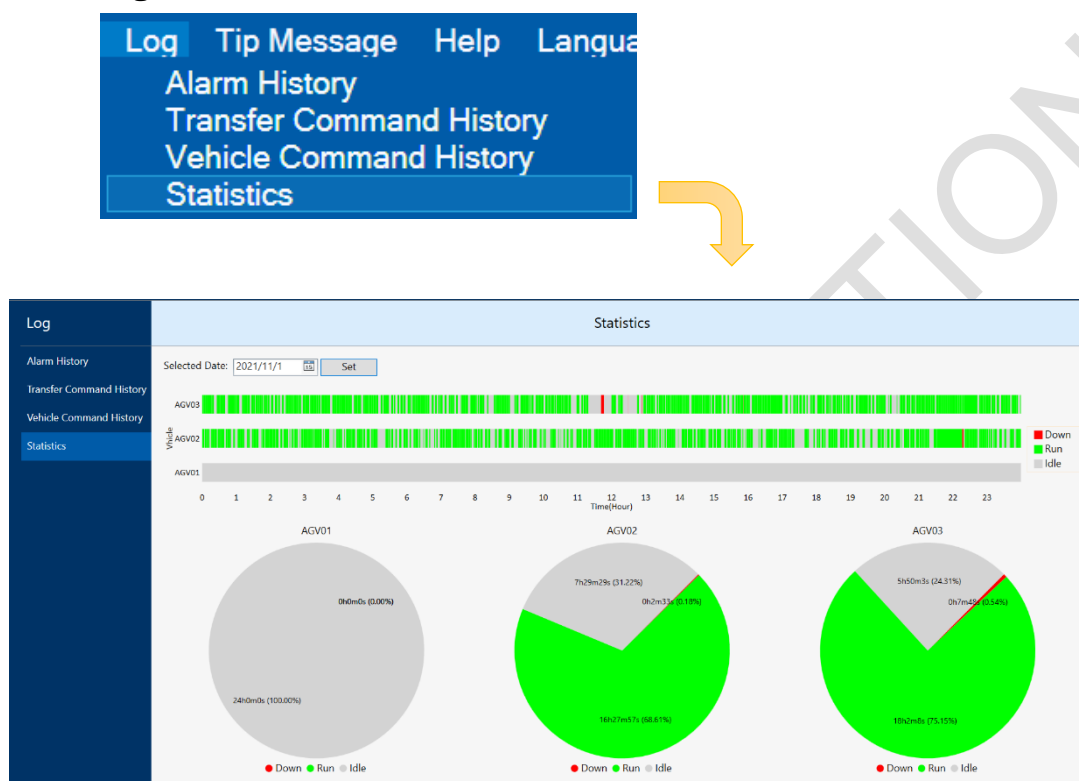 Log Tip Message Help Langua
Alarm History
Transfer Command History
Vehicle Command History
Statistics
TION
Log
Statistics
Alarm History
Transfer Command History
Vehicle Command History
Statistics
Selected Date: 2021/11/1 15 Set
Vhicle
AGV03
AGV02
AGV01
Down
Run
Idle
0 1 2 3 4 5 6 7 8 9 10 11 12 13 14 15 16 17 18 19 20 21 22 23
Time(Hour)
AGV01
0h0m0s (0.00%)
24h0m0s (100.00%)
Down Run Idle
AGV02
7h29m29s (31.22%)
0h2m33s (0.18%)
16h27m57s (68.61%)
Down Run Idle
AGV03
5h50m3s (24.31%)
0h7m48s (0.54%)
18h2m8s (75.15%)
Down Run Idle